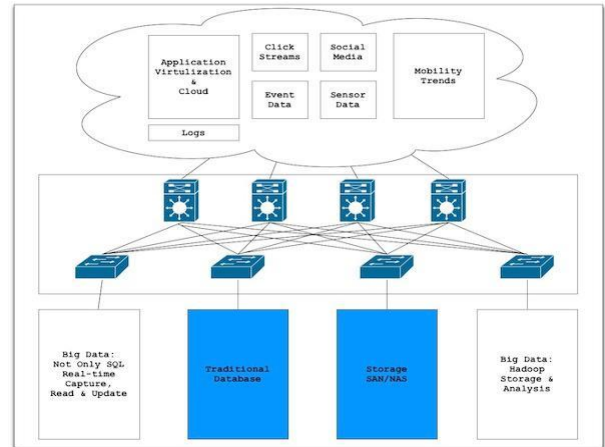 Application
Virtulization
&
Cloud
Click
Streams
Social
Media
Mobility
Trends
Event
Data
Sensor
Data
Logs
Big Data:
Not Only SQL
Real-time
Capture,
Read & Update
Traditional
Database
Storage
SAN/NAS
Big Data:
Hadoop
Storage &
Analysis